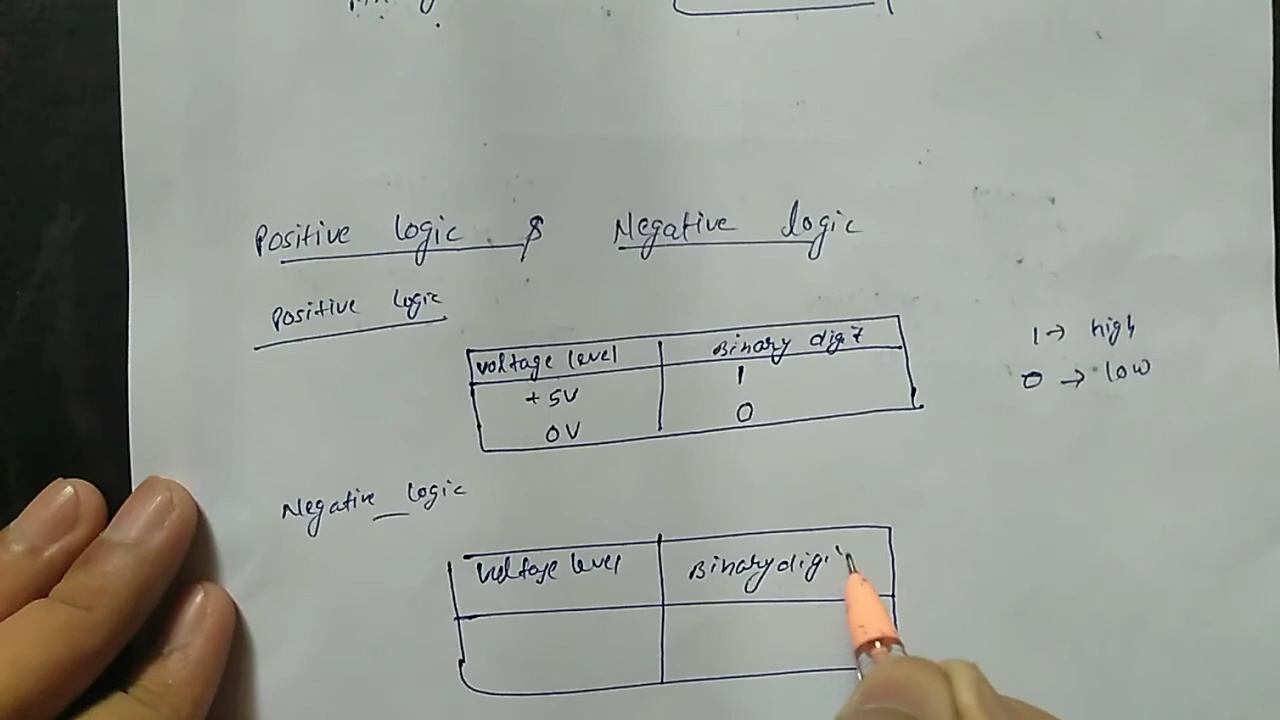 Positive logic & Negative logic
Positive logic
voltage level Binary digit
+5V 1
0V 0
1 → high
0 → low
Negative logic
Voltage level Binary digi